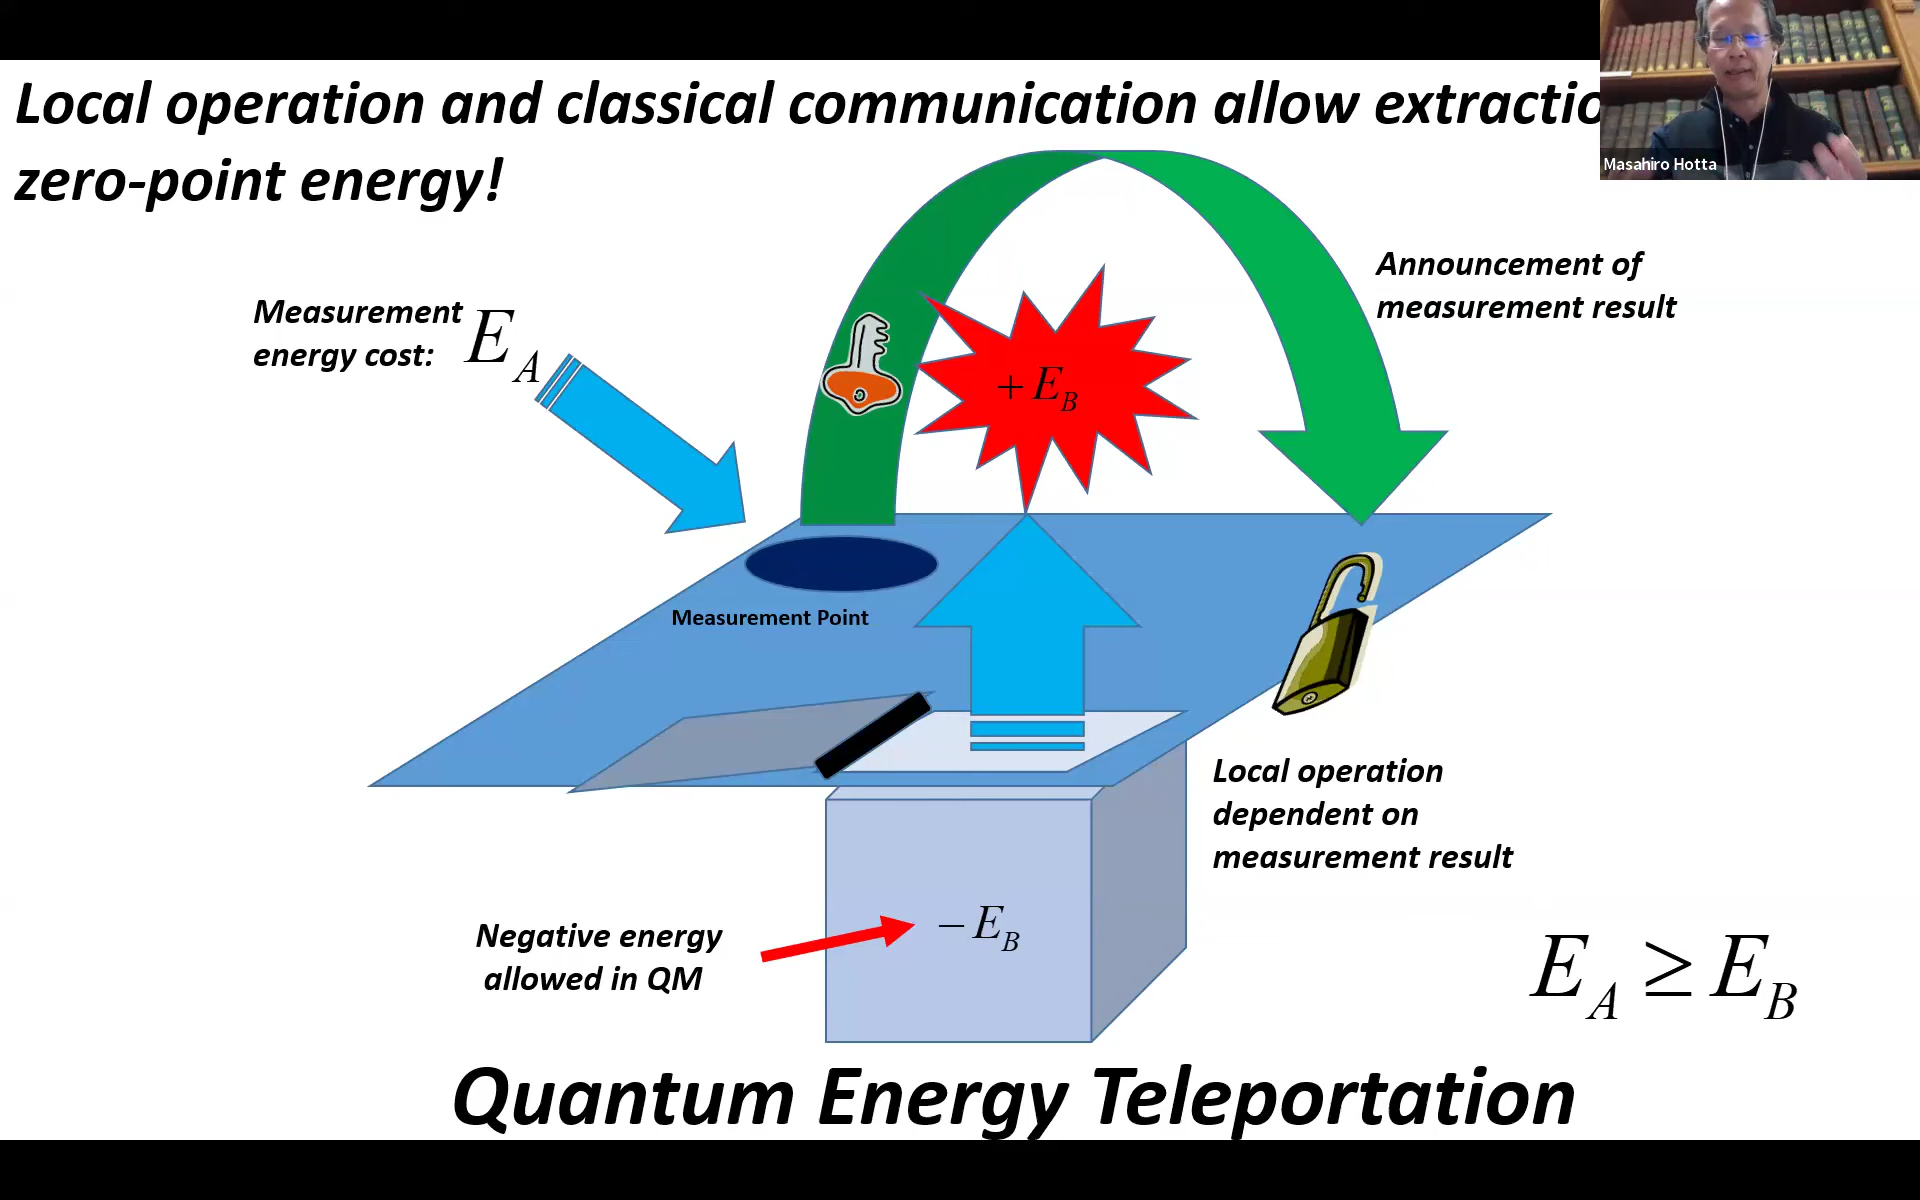 Local operation and classical communication allow extractio
zero-point energy!
Masahiro Hotta
Announcement of
measurement result
Measurement
energy cost: E_A
+ E_B
Measurement Point
Local operation
dependent on
measurement result
Negative energy
allowed in QM
− E_B
E_A ≥ E_B
Quantum Energy Teleportation